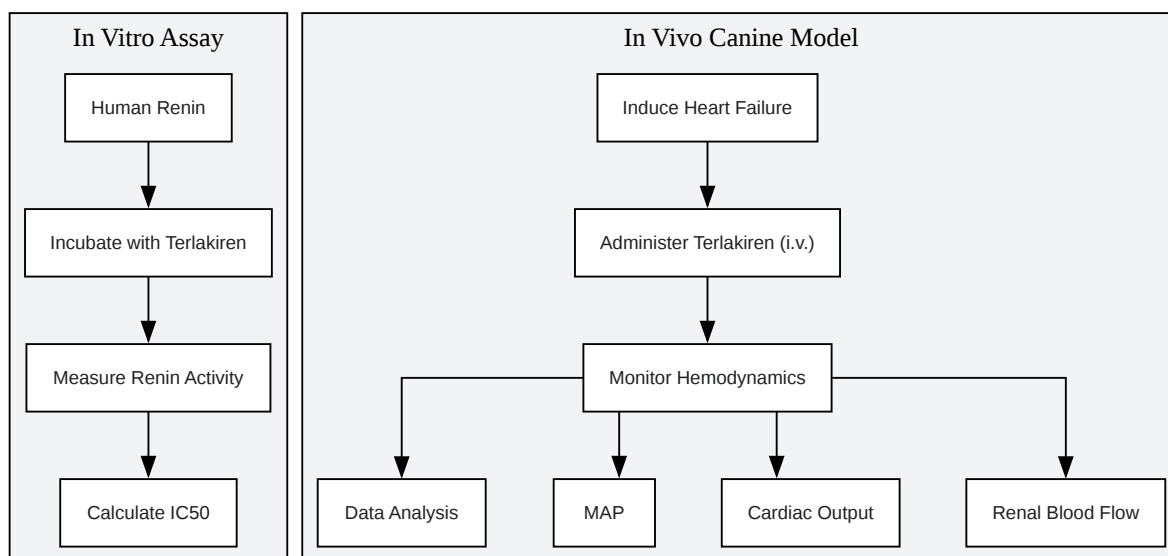 In Vitro Assay
Human Renin
Incubate with Terlakiren
Measure Renin Activity
Calculate IC50
In Vivo Canine Model
Induce Heart Failure
Administer Terlakiren (i.v.)
Monitor Hemodynamics
Data Analysis
MAP
Cardiac Output
Renal Blood Flow